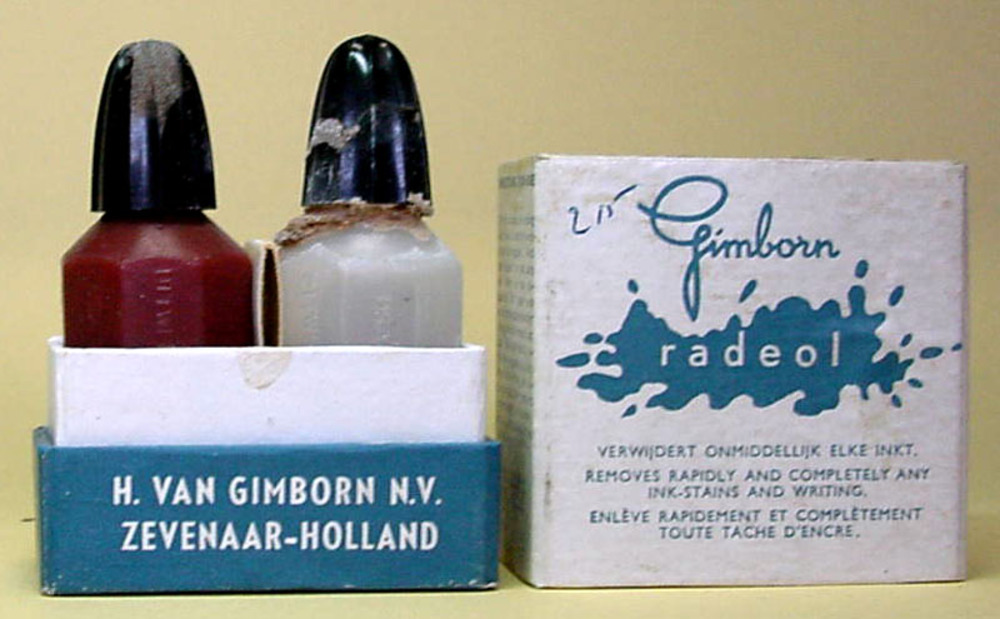 H. VAN GIMBORN N.V.
ZEVENAAR-HOLLAND
2 15
Gimborn
radeol
VERWIJDERT ONMIDDELLIJK ELKE INKT.
REMOVES RAPIDLY AND COMPLETELY ANY
INK-STAINS AND WRITING.
ENLÈVE RAPIDEMENT ET COMPLÈTEMENT
TOUTE TACHE D'ENCRE.